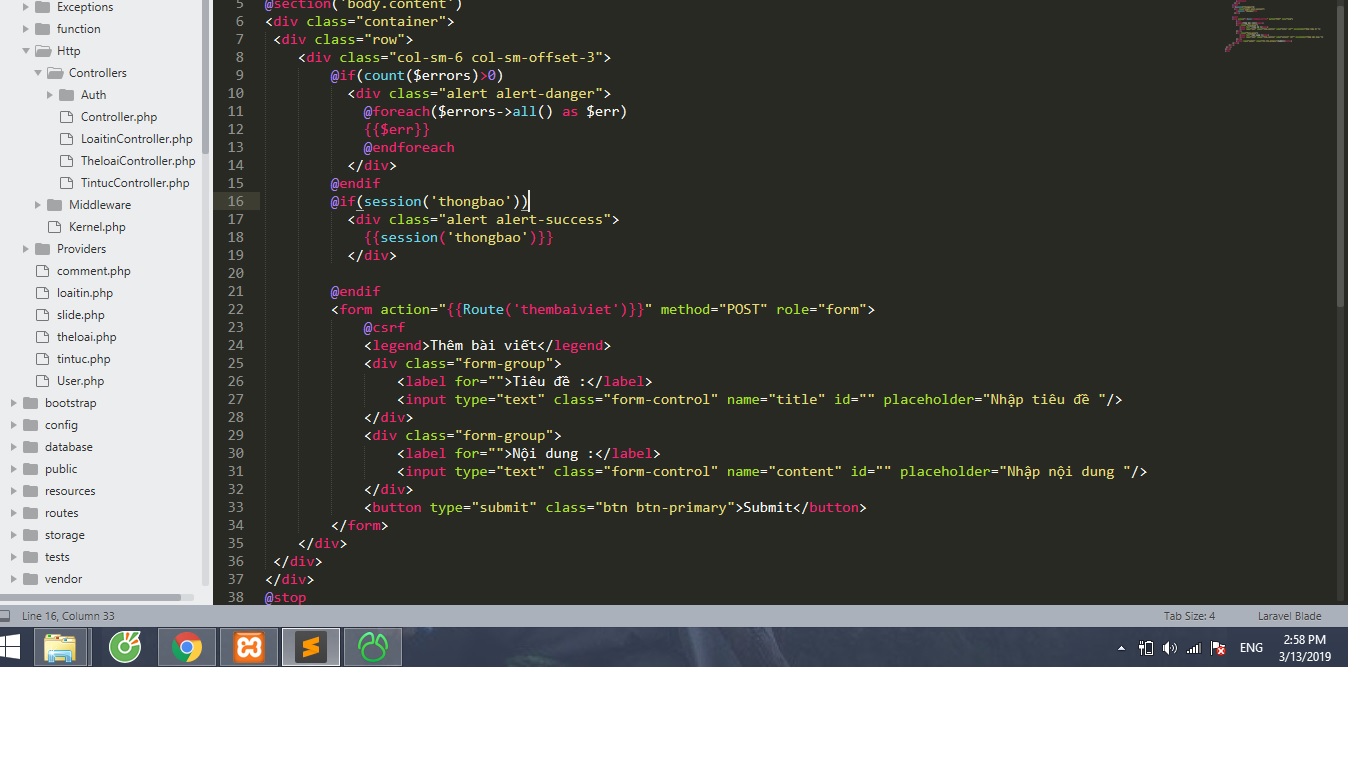 Exceptions
function
Http
Controllers
Auth
Controller.php
LoaitinController.php
TheloaiController.php
TintucController.php
Middleware
Kernel.php
Providers
comment.php
loaitin.php
slide.php
theloai.php
tintuc.php
User.php
bootstrap
config
database
public
resources
routes
storage
tests
vendor
5 @section('body.content')
6 <div class="container">
7 <div class="row">
8 <div class="col-sm-6 col-sm-offset-3">
9 @if(count($errors)>0)
10 <div class="alert alert-danger">
11 @foreach($errors->all() as $err)
12 {{$err}}
13 @endforeach
14 </div>
15 @endif
16 @if(session('thongbao'))
17 <div class="alert alert-success">
18 {{session('thongbao')}}
19 </div>
20
21 @endif
22 <form action="{{Route('thembaiviet')}}" method="POST" role="form">
23 @csrf
24 <legend>Thêm bài viết</legend>
25 <div class="form-group">
26 <label for="">Tiêu đề :</label>
27 <input type="text" class="form-control" name="title" id="" placeholder="Nhập tiêu đề "/>
28 </div>
29 <div class="form-group">
30 <label for="">Nội dung :</label>
31 <input type="text" class="form-control" name="content" id="" placeholder="Nhập nội dung "/>
32 </div>
33 <button type="submit" class="btn btn-primary">Submit</button>
34 </form>
35 </div>
36 </div>
37 </div>
38 @stop
Line 16, Column 33
Tab Size: 4
Laravel Blade
ENG
2:58 PM
3/13/2019